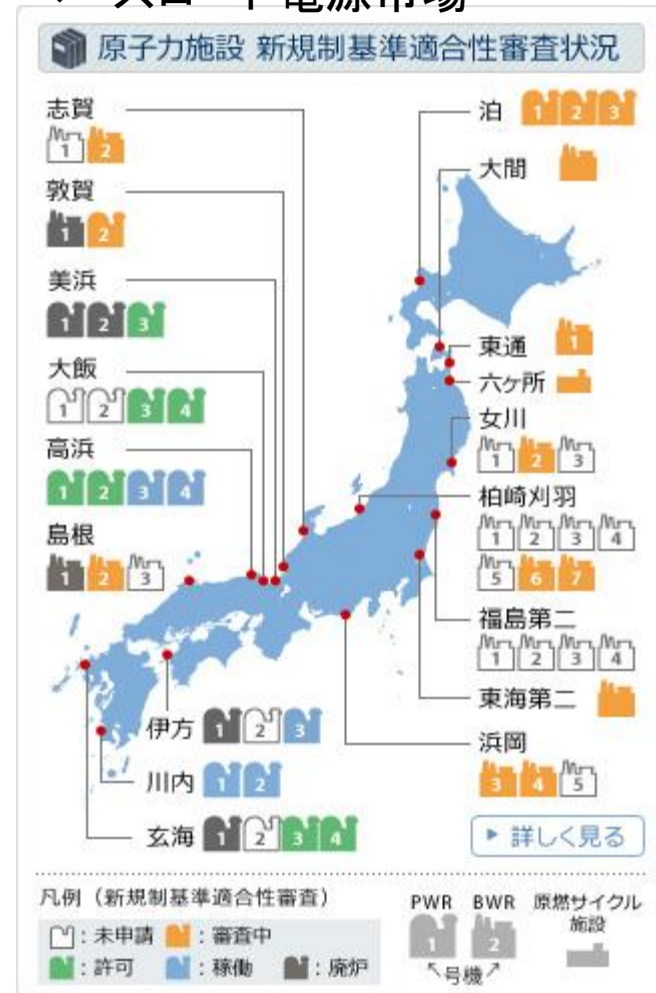 原子力施設 新規制基準適合性審査状況
志賀
1 2
敦賀
1 2
美浜
1 2 3
大飯
1 2 3 4
高浜
1 2 3 4
島根
1 2 3
泊 1 2 3
大間
東通 1
六ヶ所
女川
1 2 3
柏崎刈羽
1 2 3 4
5 6 7
福島第二
1 2 3 4
東海第二
浜岡
3 4 5
伊方 1 2 3
川内 1 2
玄海 1 2 3 4
詳しく見る
凡例（新規制基準適合性審査）
：未申請 ：審査中
：許可 ：稼働 ：廃炉
PWR BWR 原燃サイクル
施設
1 2
号機